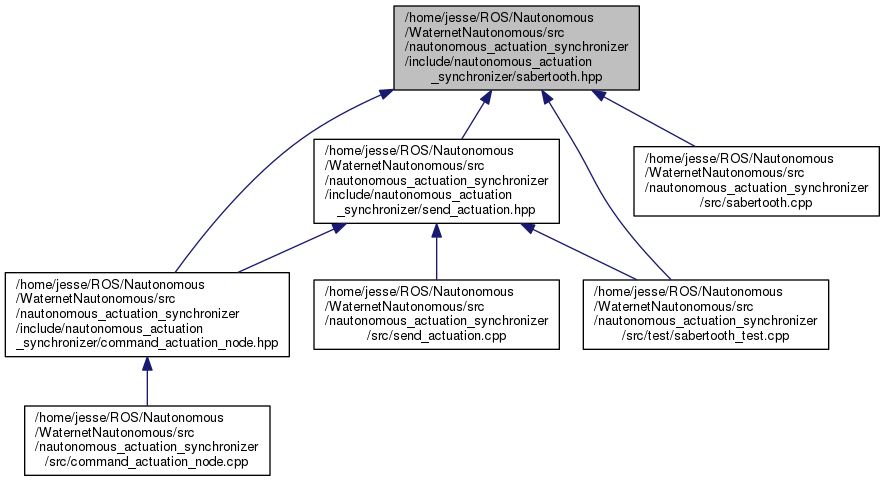 /home/jesse/ROS/Nautonomous
/WaternetNautonomous/src
/nautonomous_actuation_synchronizer
/include/nautonomous_actuation
_synchronizer/sabertooth.hpp
/home/jesse/ROS/Nautonomous
/WaternetNautonomous/src
/nautonomous_actuation_synchronizer
/include/nautonomous_actuation
_synchronizer/send_actuation.hpp
/home/jesse/ROS/Nautonomous
/WaternetNautonomous/src
/nautonomous_actuation_synchronizer
/src/sabertooth.cpp
/home/jesse/ROS/Nautonomous
/WaternetNautonomous/src
/nautonomous_actuation_synchronizer
/include/nautonomous_actuation
_synchronizer/command_actuation_node.hpp
/home/jesse/ROS/Nautonomous
/WaternetNautonomous/src
/nautonomous_actuation_synchronizer
/src/send_actuation.cpp
/home/jesse/ROS/Nautonomous
/WaternetNautonomous/src
/nautonomous_actuation_synchronizer
/src/test/sabertooth_test.cpp
/home/jesse/ROS/Nautonomous
/WaternetNautonomous/src
/nautonomous_actuation_synchronizer
/src/command_actuation_node.cpp